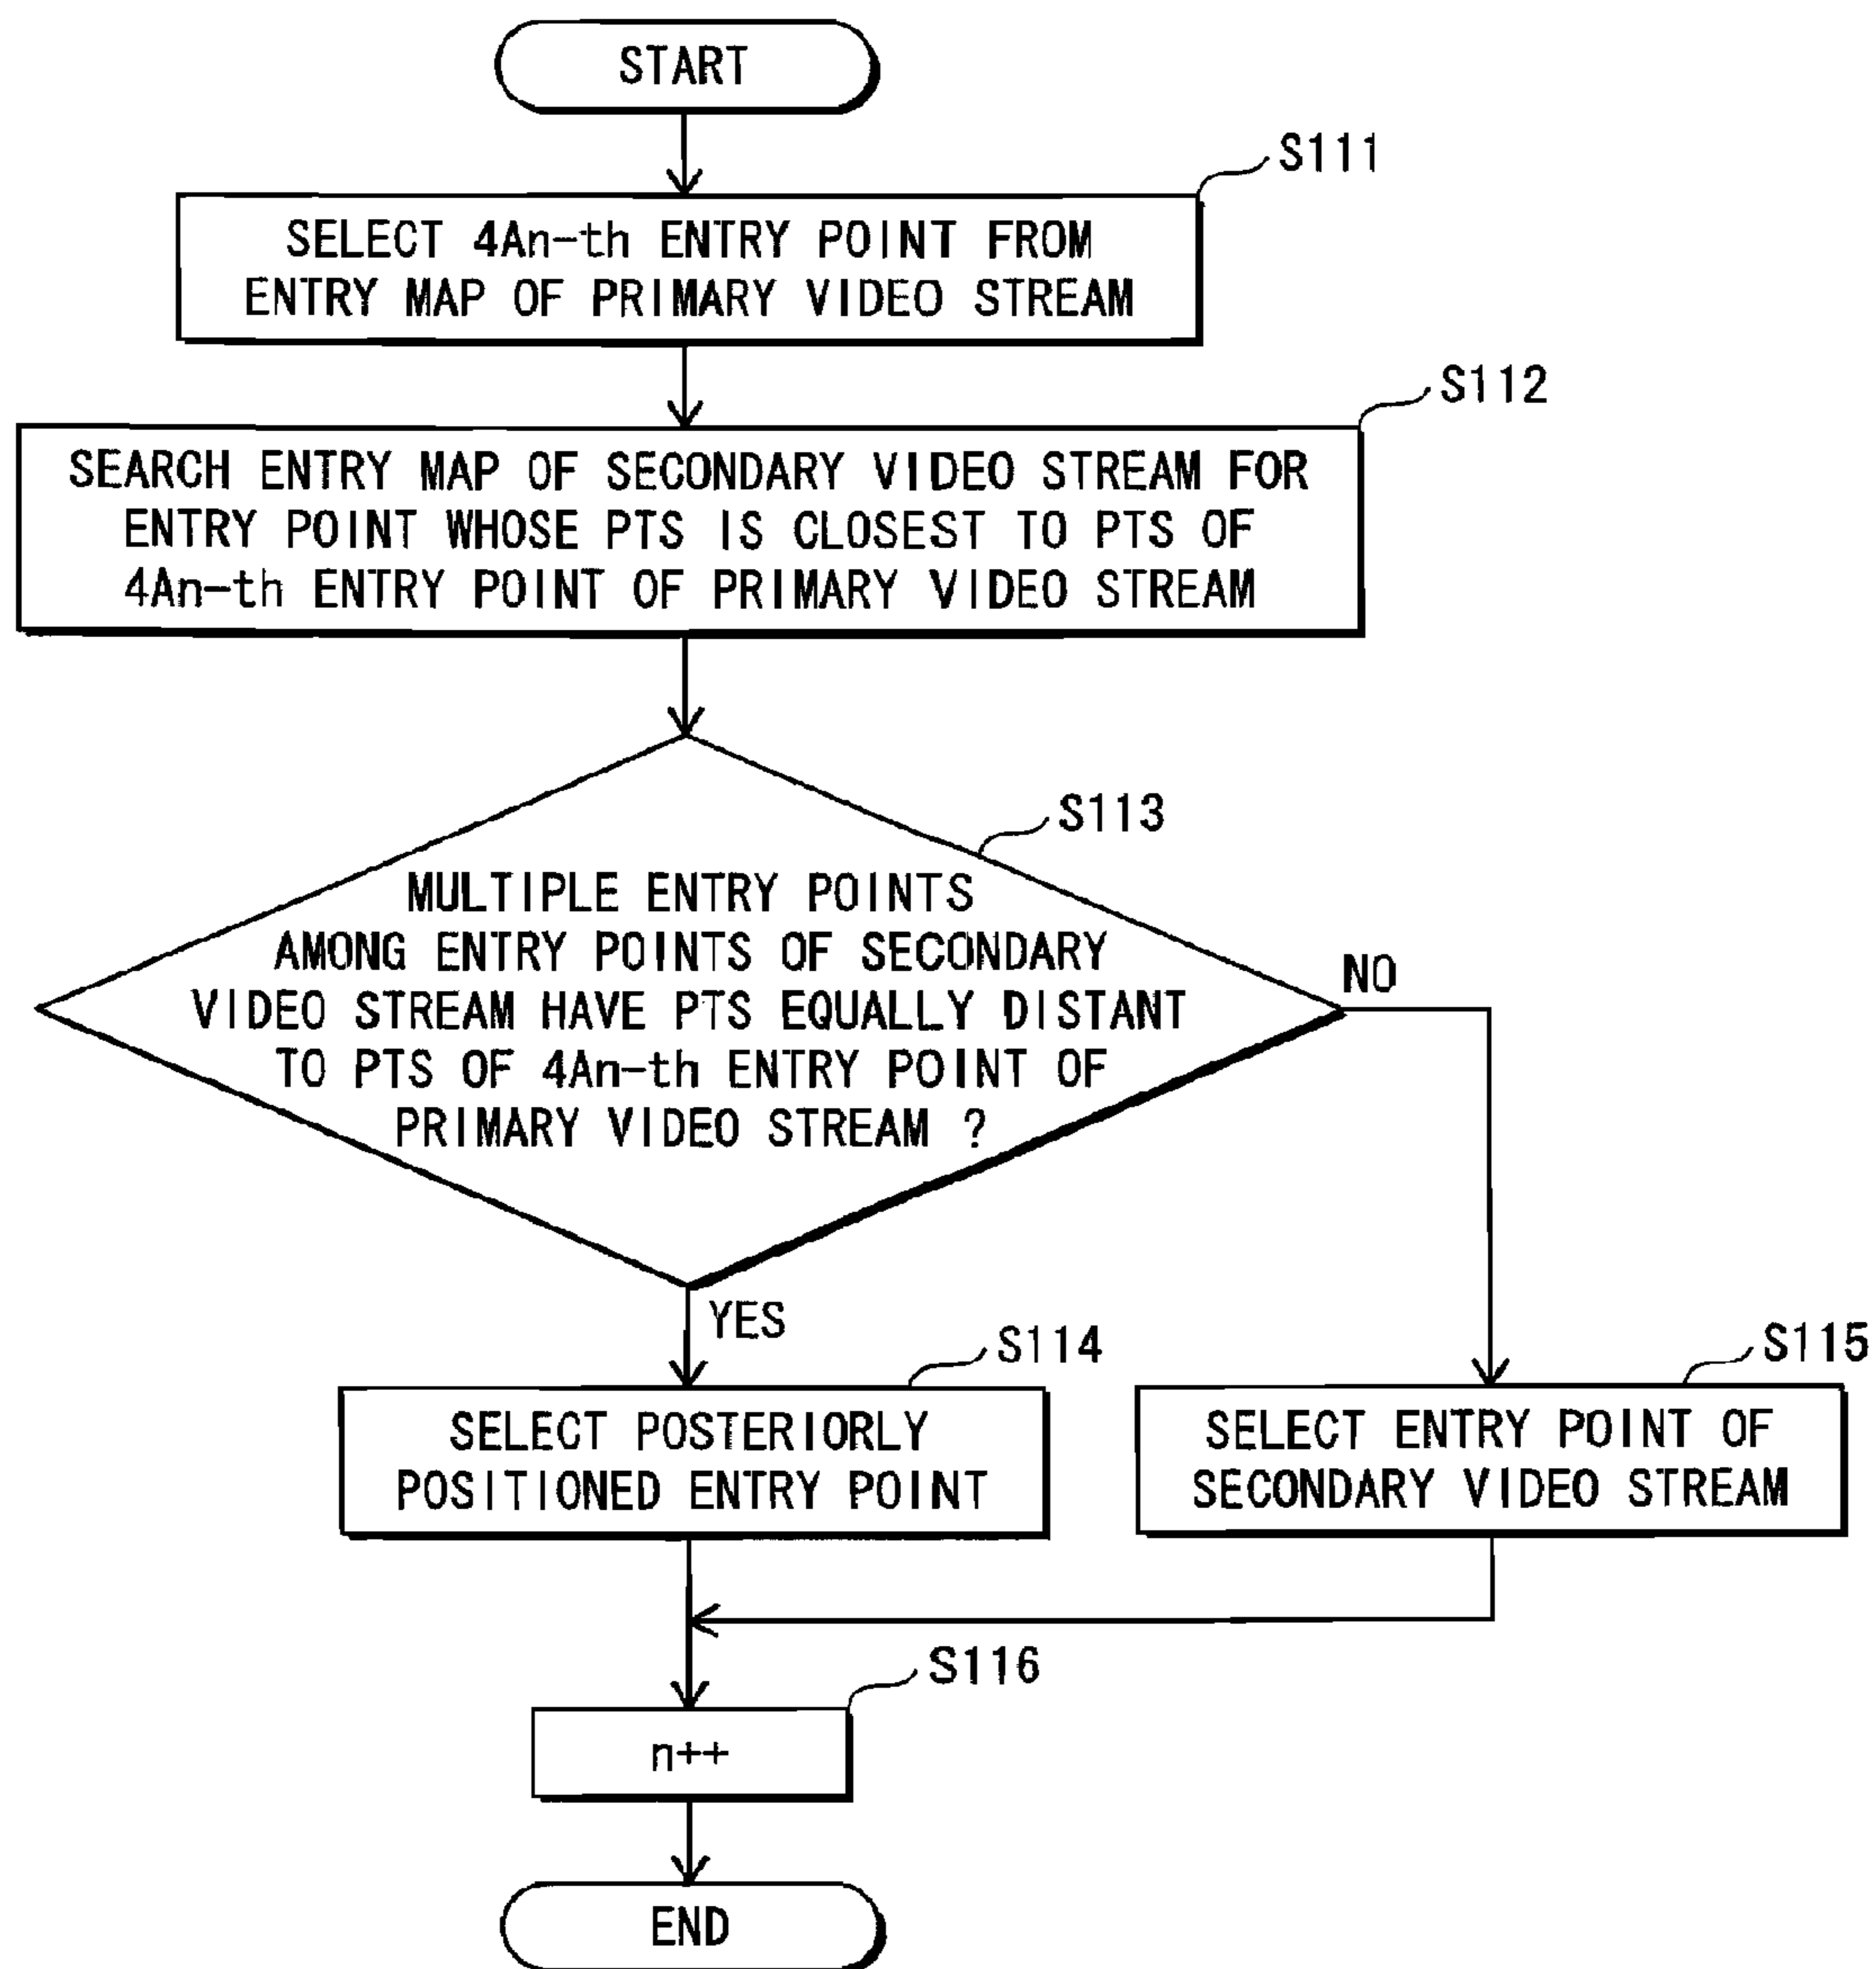 START
S111
SELECT 4An-th ENTRY POINT FROM
ENTRY MAP OF PRIMARY VIDEO STREAM
S112
SEARCH ENTRY MAP OF SECONDARY VIDEO STREAM FOR
ENTRY POINT WHOSE PTS IS CLOSEST TO PTS OF
4An-th ENTRY POINT OF PRIMARY VIDEO STREAM
S113
MULTIPLE ENTRY POINTS
AMONG ENTRY POINTS OF SECONDARY
VIDEO STREAM HAVE PTS EQUALLY DISTANT
TO PTS OF 4An-th ENTRY POINT OF
PRIMARY VIDEO STREAM ?
NO
YES
S114
SELECT POSTERIORLY
POSITIONED ENTRY POINT
S115
SELECT ENTRY POINT OF
SECONDARY VIDEO STREAM
S116
n++
END